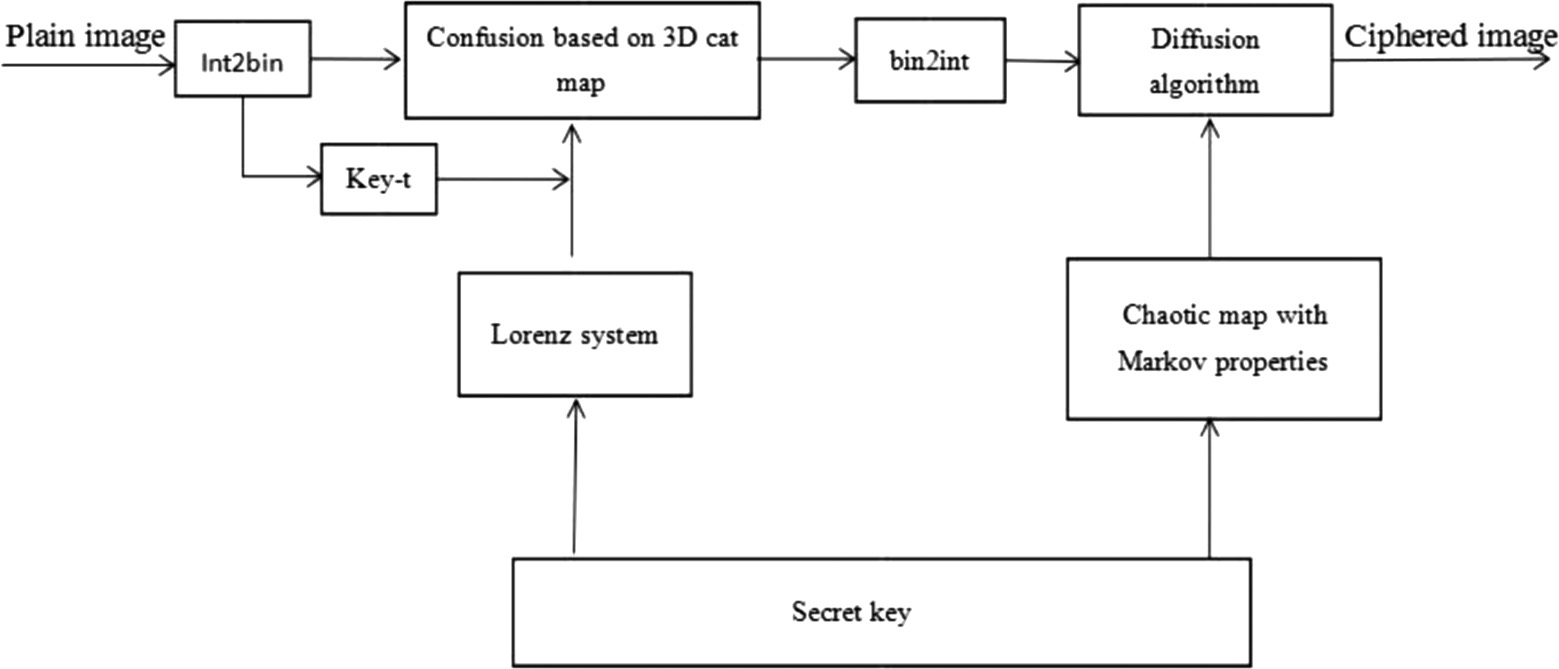 Plain image
Int2bin
Confusion based on 3D cat
map
bin2int
Diffusion
algorithm
Ciphered image
Key-t
Lorenz system
Chaotic map with
Markov properties
Secret key